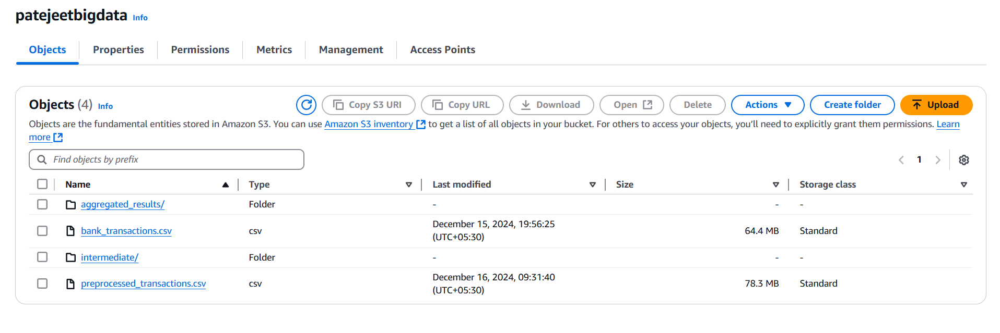 patejeetbigdata Info
Objects Properties Permissions Metrics Management Access Points
Objects (4) Info Copy S3 URI Copy URL Download Open Delete Actions Create folder Upload
Objects are the fundamental entities stored in Amazon S3. You can use Amazon S3 inventory to get a list of all objects in your bucket. For others to access your objects, you’ll need to explicitly grant them permissions. Learn
more
Find objects by prefix 1
Name Type Last modified Size Storage class
aggregated_results/ Folder - - -
bank_transactions.csv csv December 15, 2024, 19:56:25 (UTC+05:30) 64.4 MB Standard
intermediate/ Folder - - -
preprocessed_transactions.csv csv December 16, 2024, 09:31:40 (UTC+05:30) 78.3 MB Standard